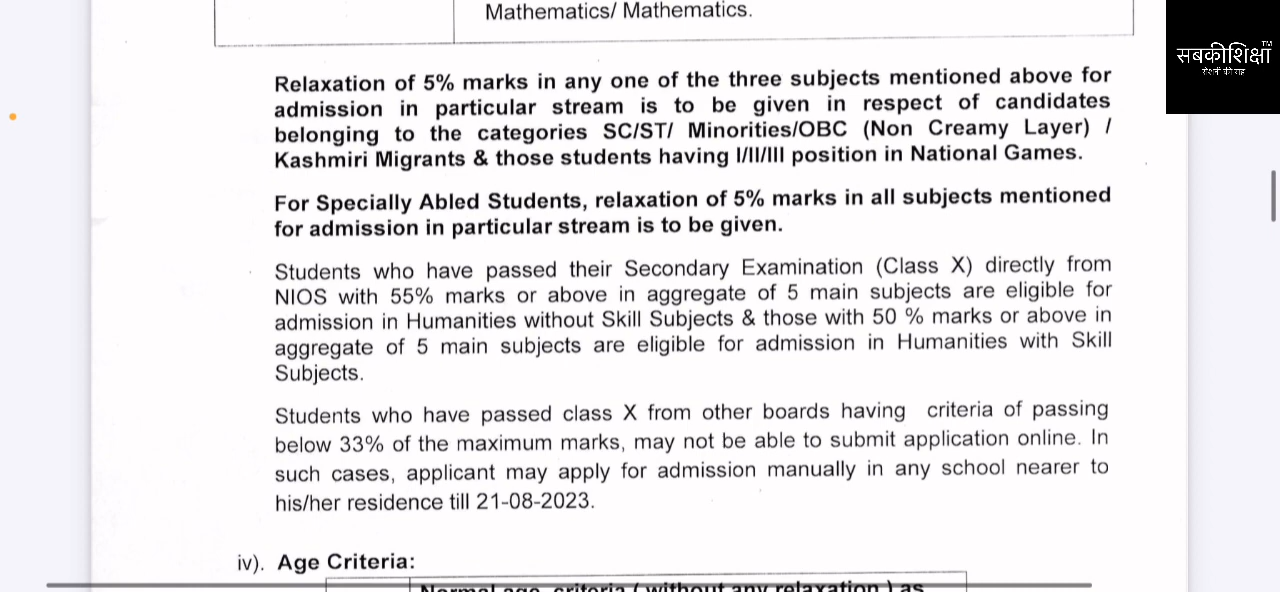 Mathematics/ Mathematics.
सबकीशिक्षा™
रोशनी की राह
Relaxation of 5% marks in any one of the three subjects mentioned above for
admission in particular stream is to be given in respect of candidates
belonging to the categories SC/ST/ Minorities/OBC (Non Creamy Layer) /
Kashmiri Migrants & those students having I/II/III position in National Games.
For Specially Abled Students, relaxation of 5% marks in all subjects mentioned
for admission in particular stream is to be given.
Students who have passed their Secondary Examination (Class X) directly from
NIOS with 55% marks or above in aggregate of 5 main subjects are eligible for
admission in Humanities without Skill Subjects & those with 50 % marks or above in
aggregate of 5 main subjects are eligible for admission in Humanities with Skill
Subjects.
Students who have passed class X from other boards having criteria of passing
below 33% of the maximum marks, may not be able to submit application online. In
such cases, applicant may apply for admission manually in any school nearer to
his/her residence till 21-08-2023.
iv). Age Criteria:
Normal age criteria ( without any relaxation ) as